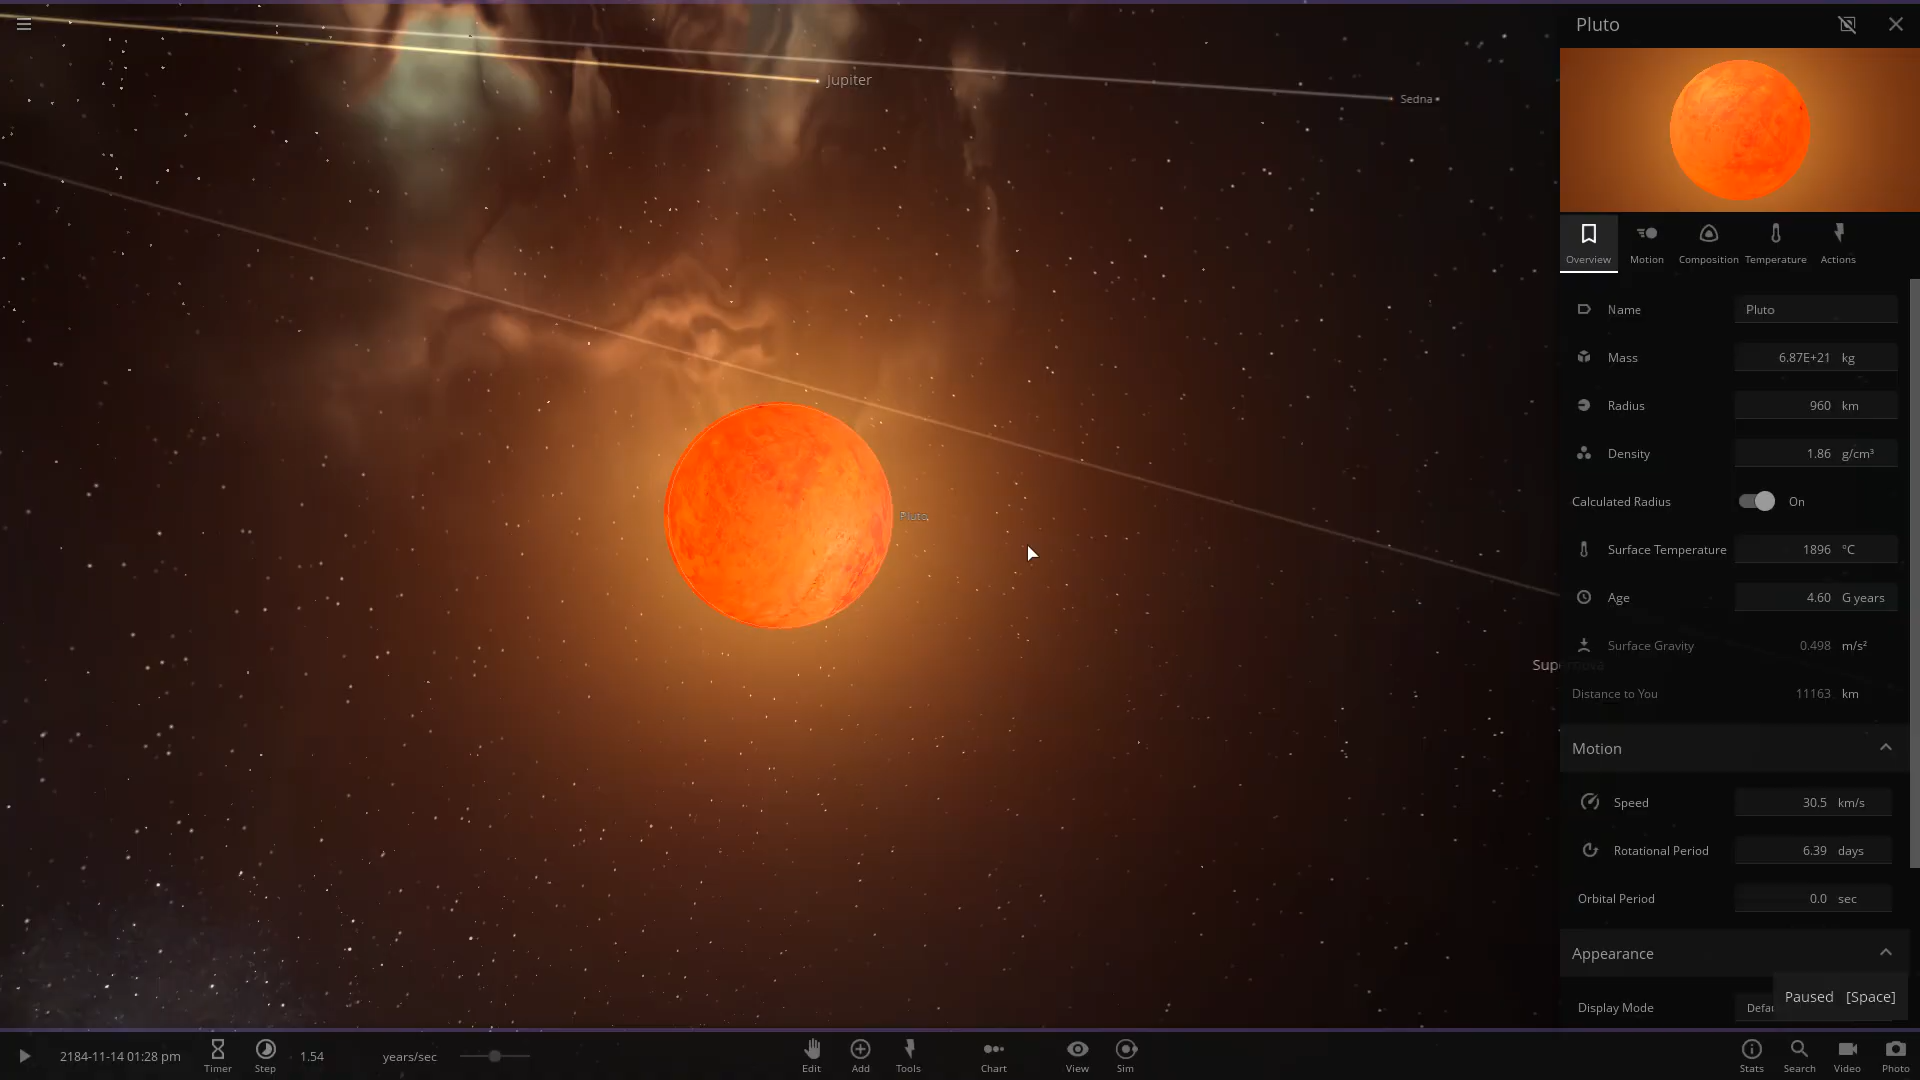 Pluto
Jupiter
Sedna
Overview
Motion
Composition
Temperature
Actions
Name Pluto
Mass 6.87E+21 kg
Radius 960 km
Density 1.86 g/cm³
Calculated Radius On
Pluto
Surface Temperature 1896 °C
Age 4.60 G years
Surface Gravity 0.498 m/s²
Supernova
Distance to You 11163 km
Motion
Speed 30.5 km/s
Rotational Period 6.39 days
Orbital Period 0.0 sec
Appearance
Paused [Space]
Display Mode Defau
2184-11-14 01:28 pm
Timer
Step
1.54 years/sec
Edit
Add
Tools
Chart
View
Sim
Stats
Search
Video
Photo